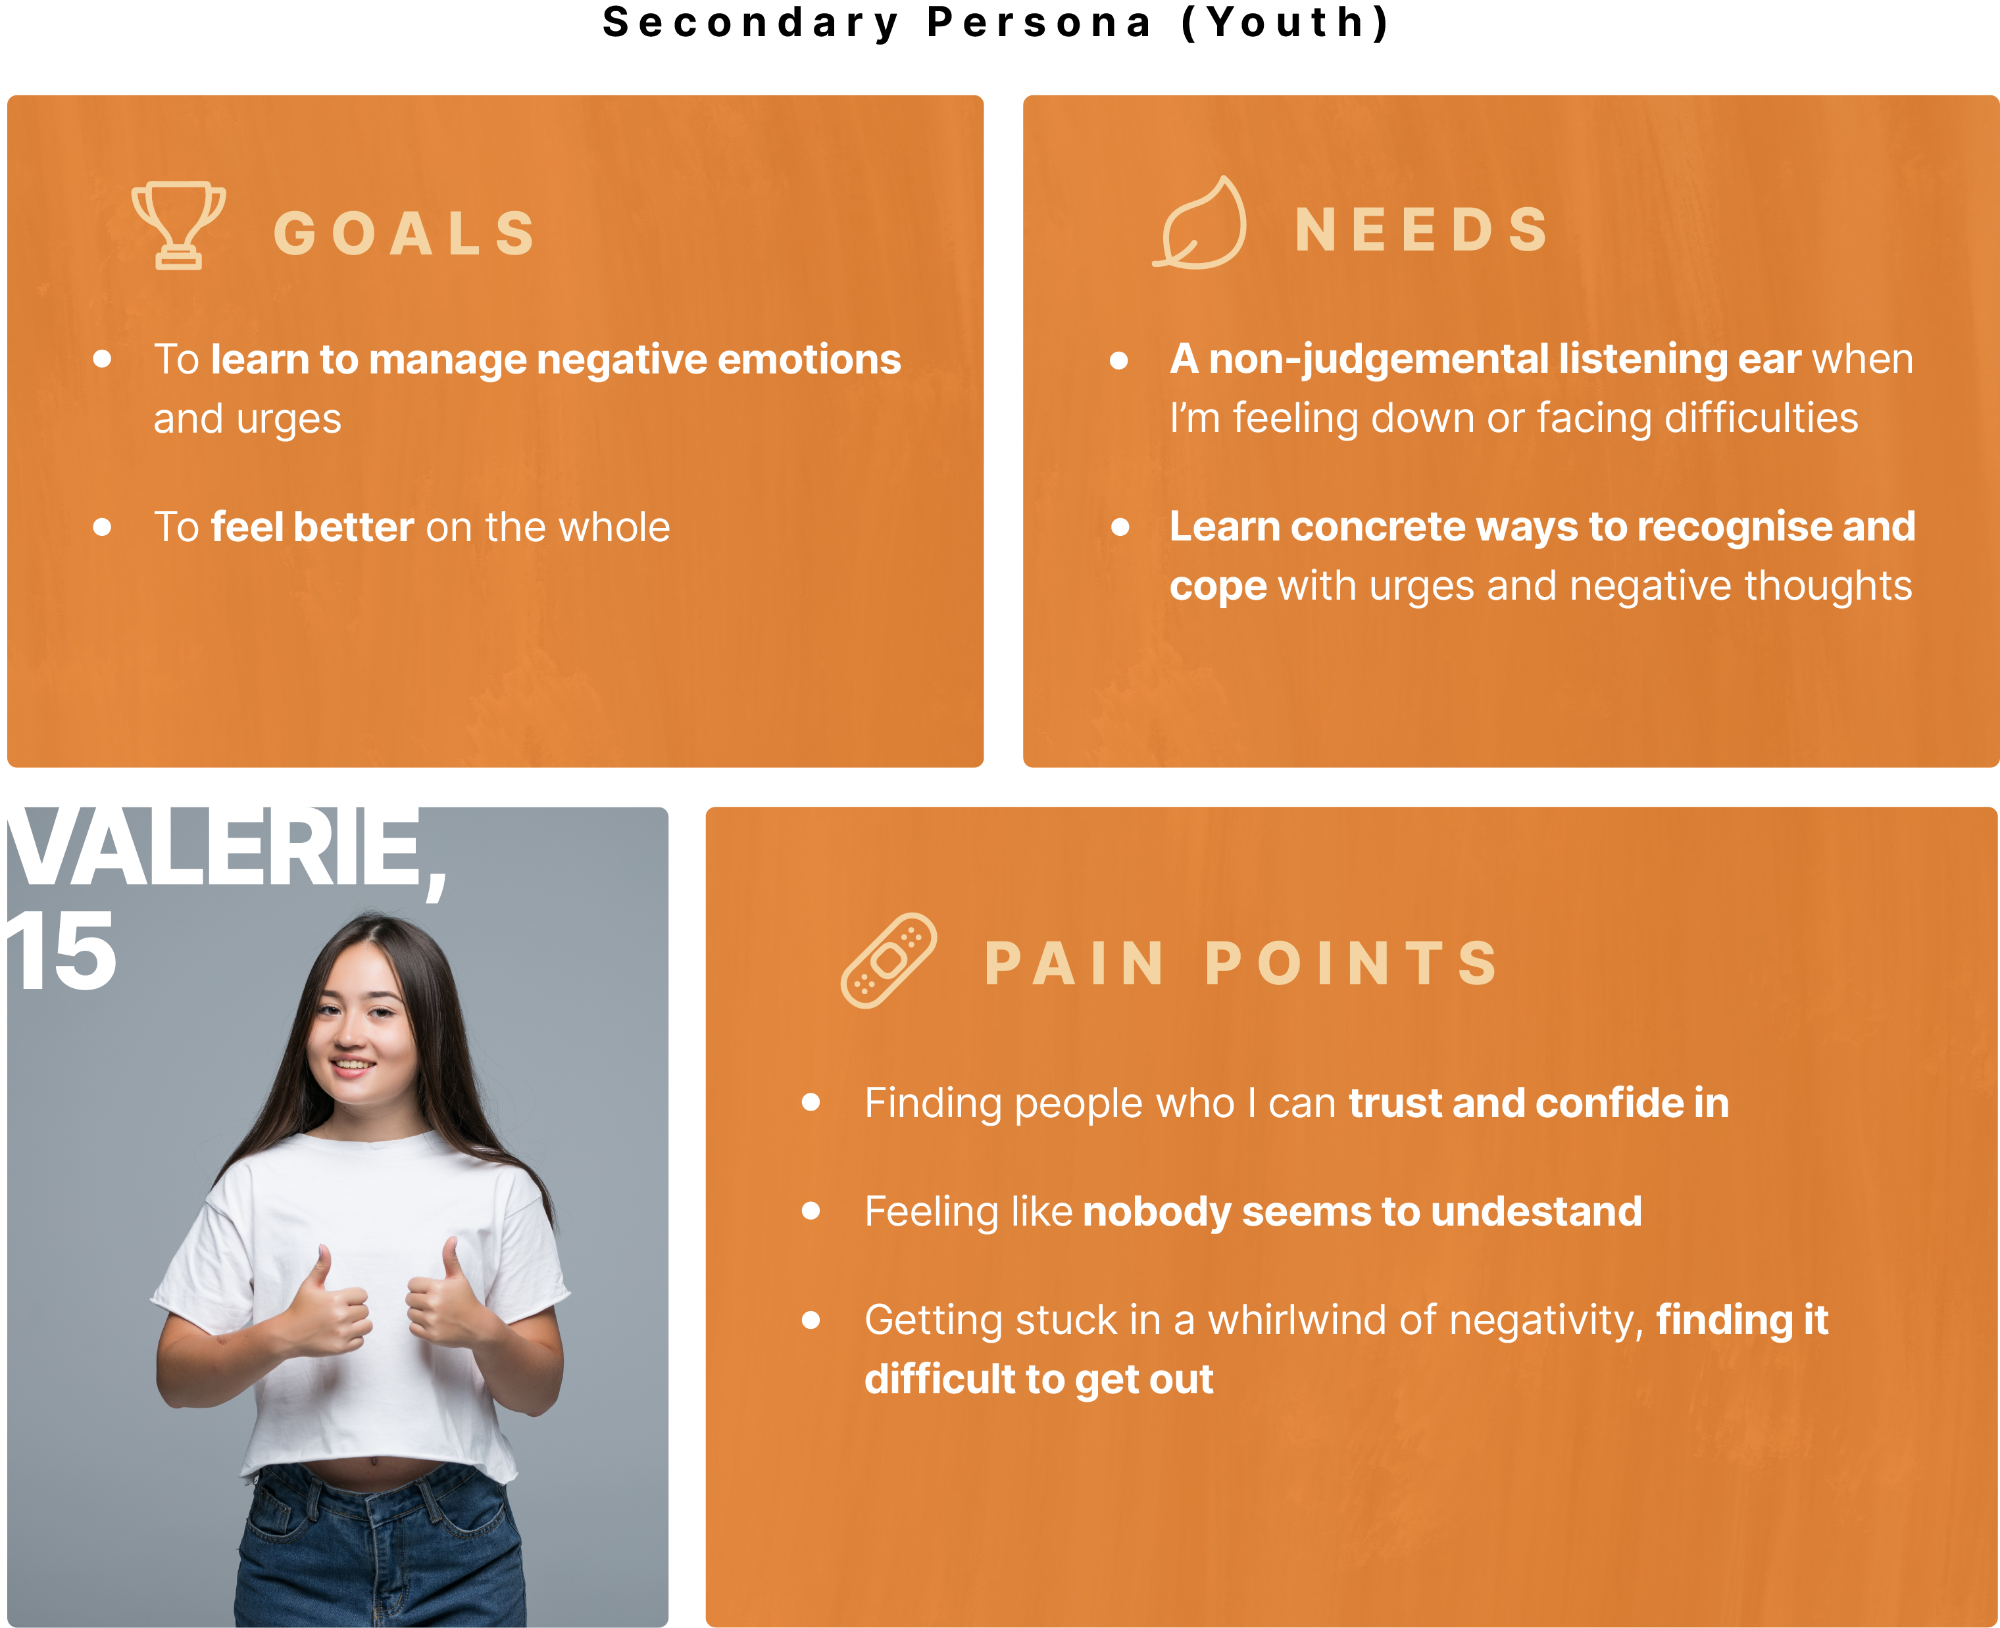 Secondary Persona (Youth)
GOALS
To learn to manage negative emotions
and urges
To feel better on the whole
NEEDS
A non-judgemental listening ear when
I'm feeling down or facing difficulties
Learn concrete ways to recognise and
cope with urges and negative thoughts
VALERIE,
15
PAIN POINTS
Finding people who I can trust and confide in
Feeling like nobody seems to undestand
Getting stuck in a whirlwind of negativity, finding it
difficult to get out